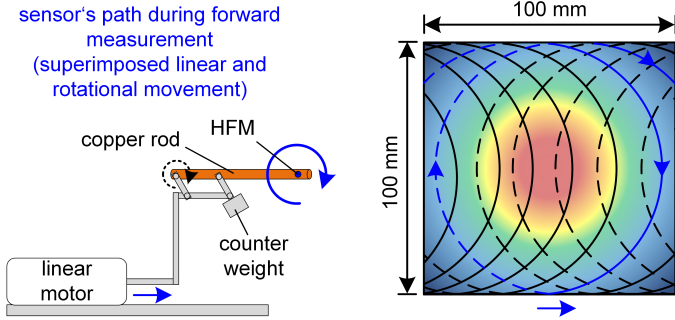 sensor‘s path during forward
measurement
(superimposed linear and
rotational movement)
copper rod
HFM
counter
weight
linear
motor
100 mm
100 mm